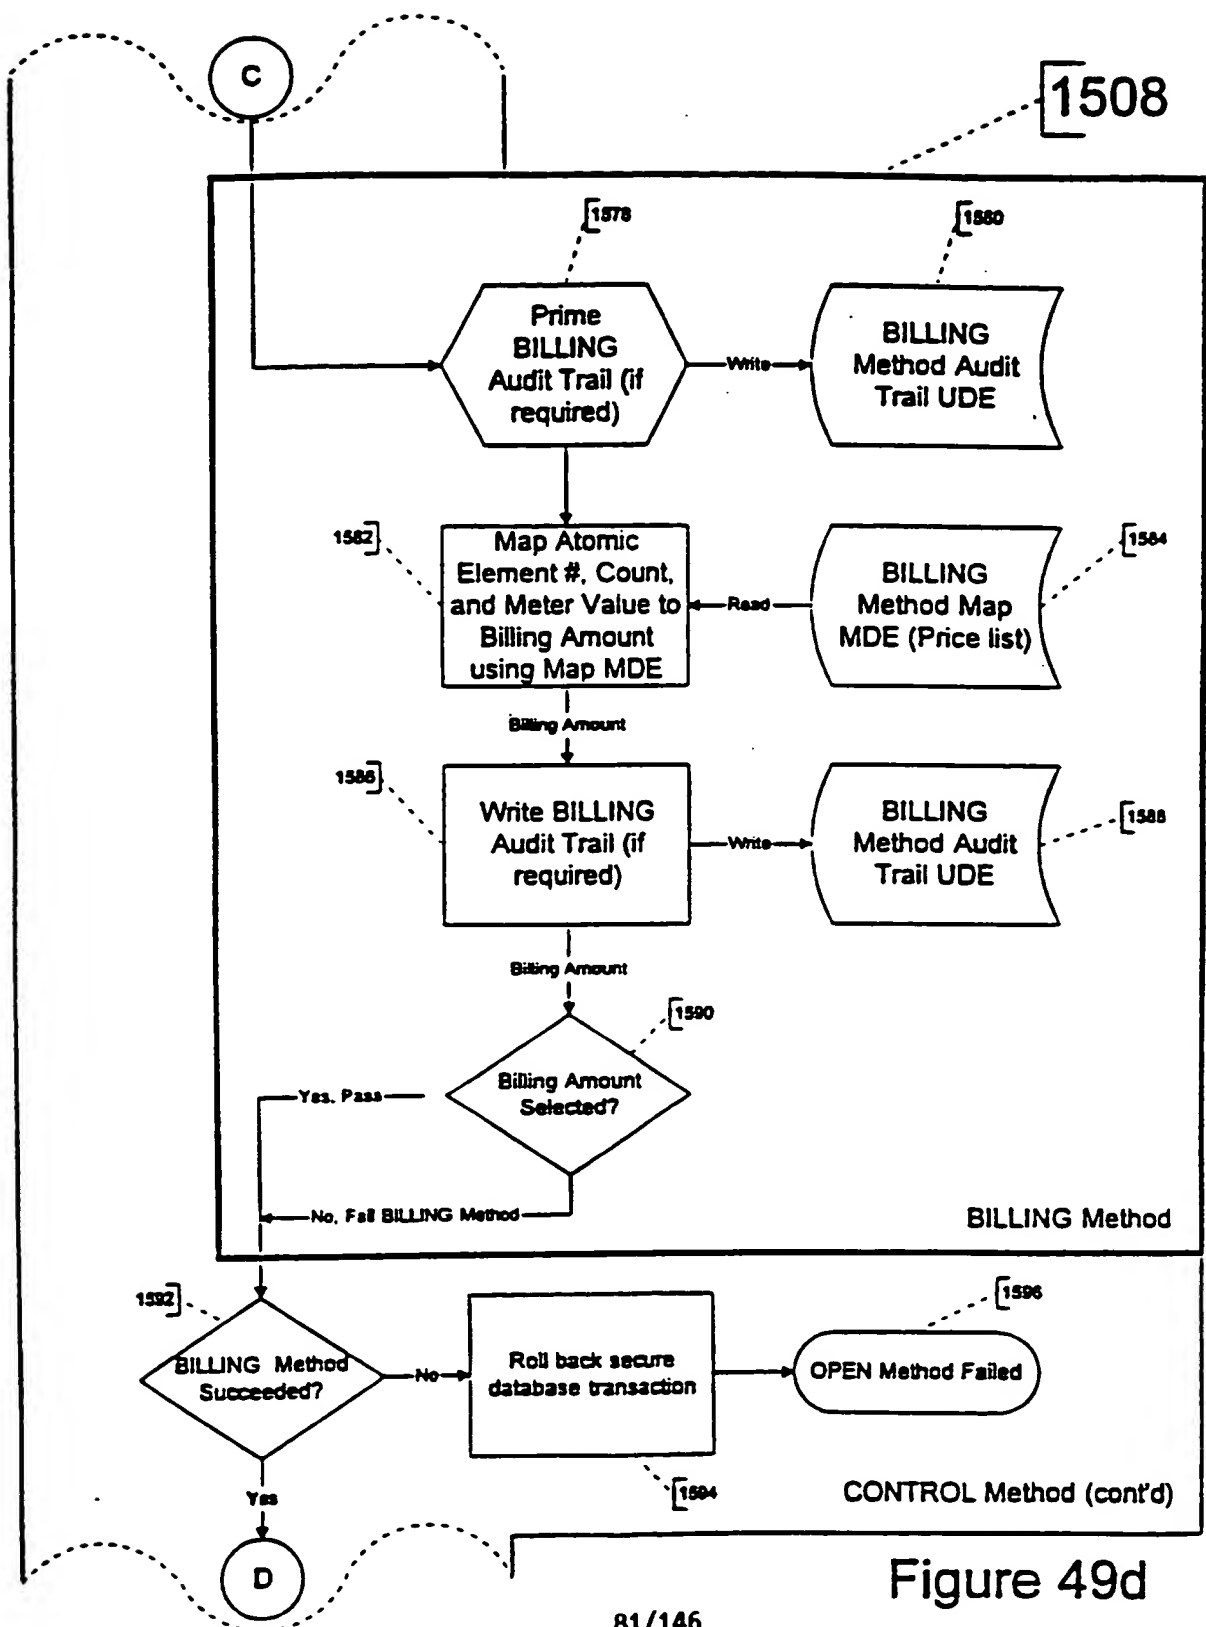 C
1508
1578
1580
Prime
BILLING
Audit Trail (if
required)
Write
BILLING
Method Audit
Trail UDE
1582
1584
Map Atomic
Element #, Count,
and Meter Value to
Billing Amount
using Map MDE
Read
BILLING
Method Map
MDE (Price list)
Billing Amount
1586
1588
Write BILLING
Audit Trail (if
required)
Write
BILLING
Method Audit
Trail UDE
Billing Amount
1590
Billing Amount
Selected?
Yes, Pass
No, Fail BILLING Method
BILLING Method
1592
1596
BILLING Method
Succeeded?
No
Roll back secure
database transaction
OPEN Method Failed
1594
Yes
CONTROL Method (cont'd)
D
Figure 49d
81/146